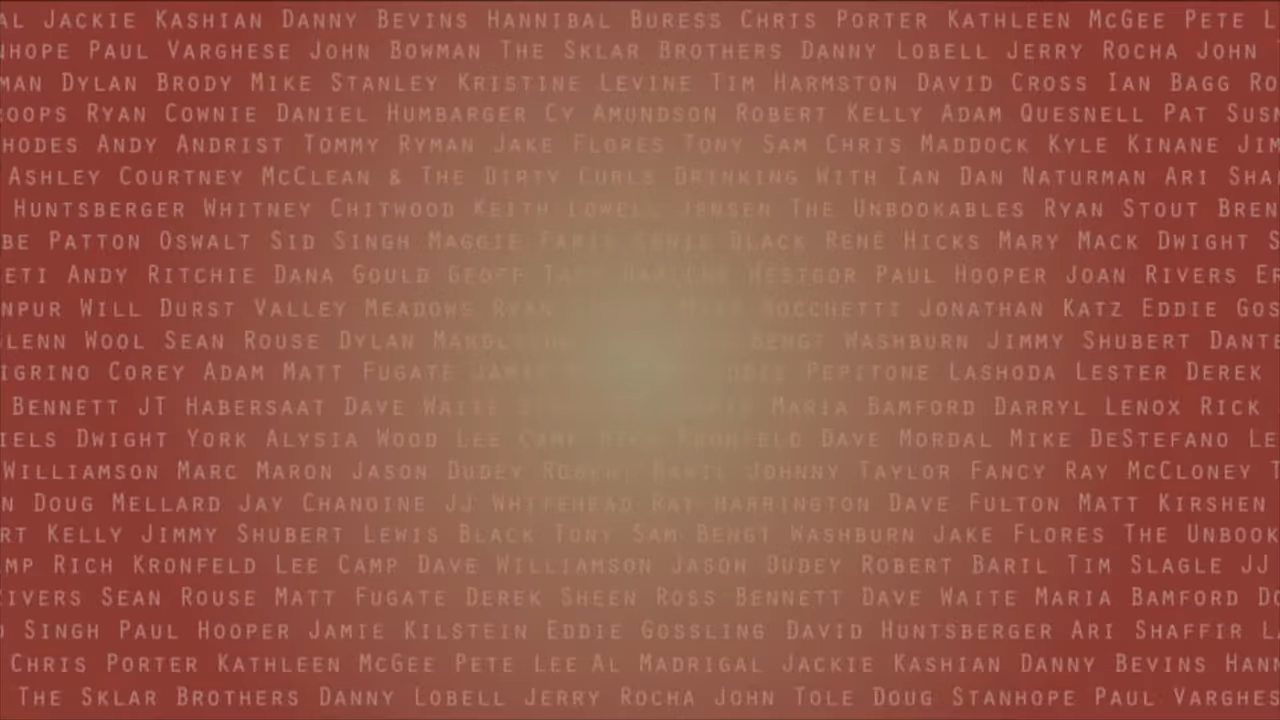 AL JACKIE KASHIAN DANNY BEVINS HANNIBAL BURESS CHRIS PORTER KATHLEEN MCGEE PETE L
NHOPE PAUL VARGHESE JOHN BOWMAN THE SKLAR BROTHERS DANNY LOBELL JERRY ROCHA JOHN
MAN DYLAN BRODY MIKE STANLEY KRISTINE LEVINE TIM HARMSTON DAVID CROSS IAN BAGG RO
ROOPS RYAN COWNIE DANIEL HUMBARGER CY AMUNDSON ROBERT KELLY ADAM QUESNELL PAT SUSM
HODES ANDY ANDRIST TOMMY RYMAN JAKE FLORES TONY SAM CHRIS MADDOCK KYLE KINANE JIM
ASHLEY COURTNEY MCCLEAN & THE DIRTY CURLS DRINKING WITH IAN DAN NATURMAN ARI SHA
HUNTSBERGER WHITNEY CHITWOOD KEITH LOWELL JENSEN THE UNBOOKABLES RYAN STOUT BREN
BE PATTON OSWALT SID SINGH MAGGIE BLACK RENE HICKS MARY MACK DWIGHT S
ETI ANDY RITCHIE DANA GOULD GEOFF WESTGOR PAUL HOOPER JOAN RIVERS ER
NPUR WILL DURST VALLEY MEADOWS RYAN ROCCHETTI JONATHAN KATZ EDDIE GOS
LENN WOOL SEAN ROUSE DYLAN BENGT WASHBURN JIMMY SHUBERT DANTE
IGRINO COREY ADAM MATT FUGATE PEPITONE LASHODA LESTER DEREK
BENNETT JT HABERSAAT DAVE WAITE MARIA BAMFORD DARRYL LENOX RICK
IELS DWIGHT YORK ALYSIA WOOD LEE CAMP RICH KRONFELD DAVE MORDAL MIKE DESTEFANO LE
WILLIAMSON MARC MARON JASON DUDEY ROBERT BARIL JOHNNY TAYLOR FANCY RAY MCCLONEY T
N DOUG MELLARD JAY CHANOINE JJ WHITEHEAD RAY HARRINGTON DAVE FULTON MATT KIRSHEN
RT KELLY JIMMY SHUBERT LEWIS BLACK TONY SAM BENGT WASHBURN JAKE FLORES THE UNBOOK
MP RICH KRONFELD LEE CAMP DAVE WILLIAMSON JASON DUDEY ROBERT BARIL TIM SLAGLE JJ
RIVERS SEAN ROUSE MATT FUGATE DEREK SHEEN ROSS BENNETT DAVE WAITE MARIA BAMFORD DO
D SINGH PAUL HOOPER JAMIE KILSTEIN EDDIE GOSSLING DAVID HUNTSBERGER ARI SHAFFIR L
CHRIS PORTER KATHLEEN MCGEE PETE LEE AL MADRIGAL JACKIE KASHIAN DANNY BEVINS HANN
THE SKLAR BROTHERS DANNY LOBELL JERRY ROCHA JOHN TOLE DOUG STANHOPE PAUL VARGHES